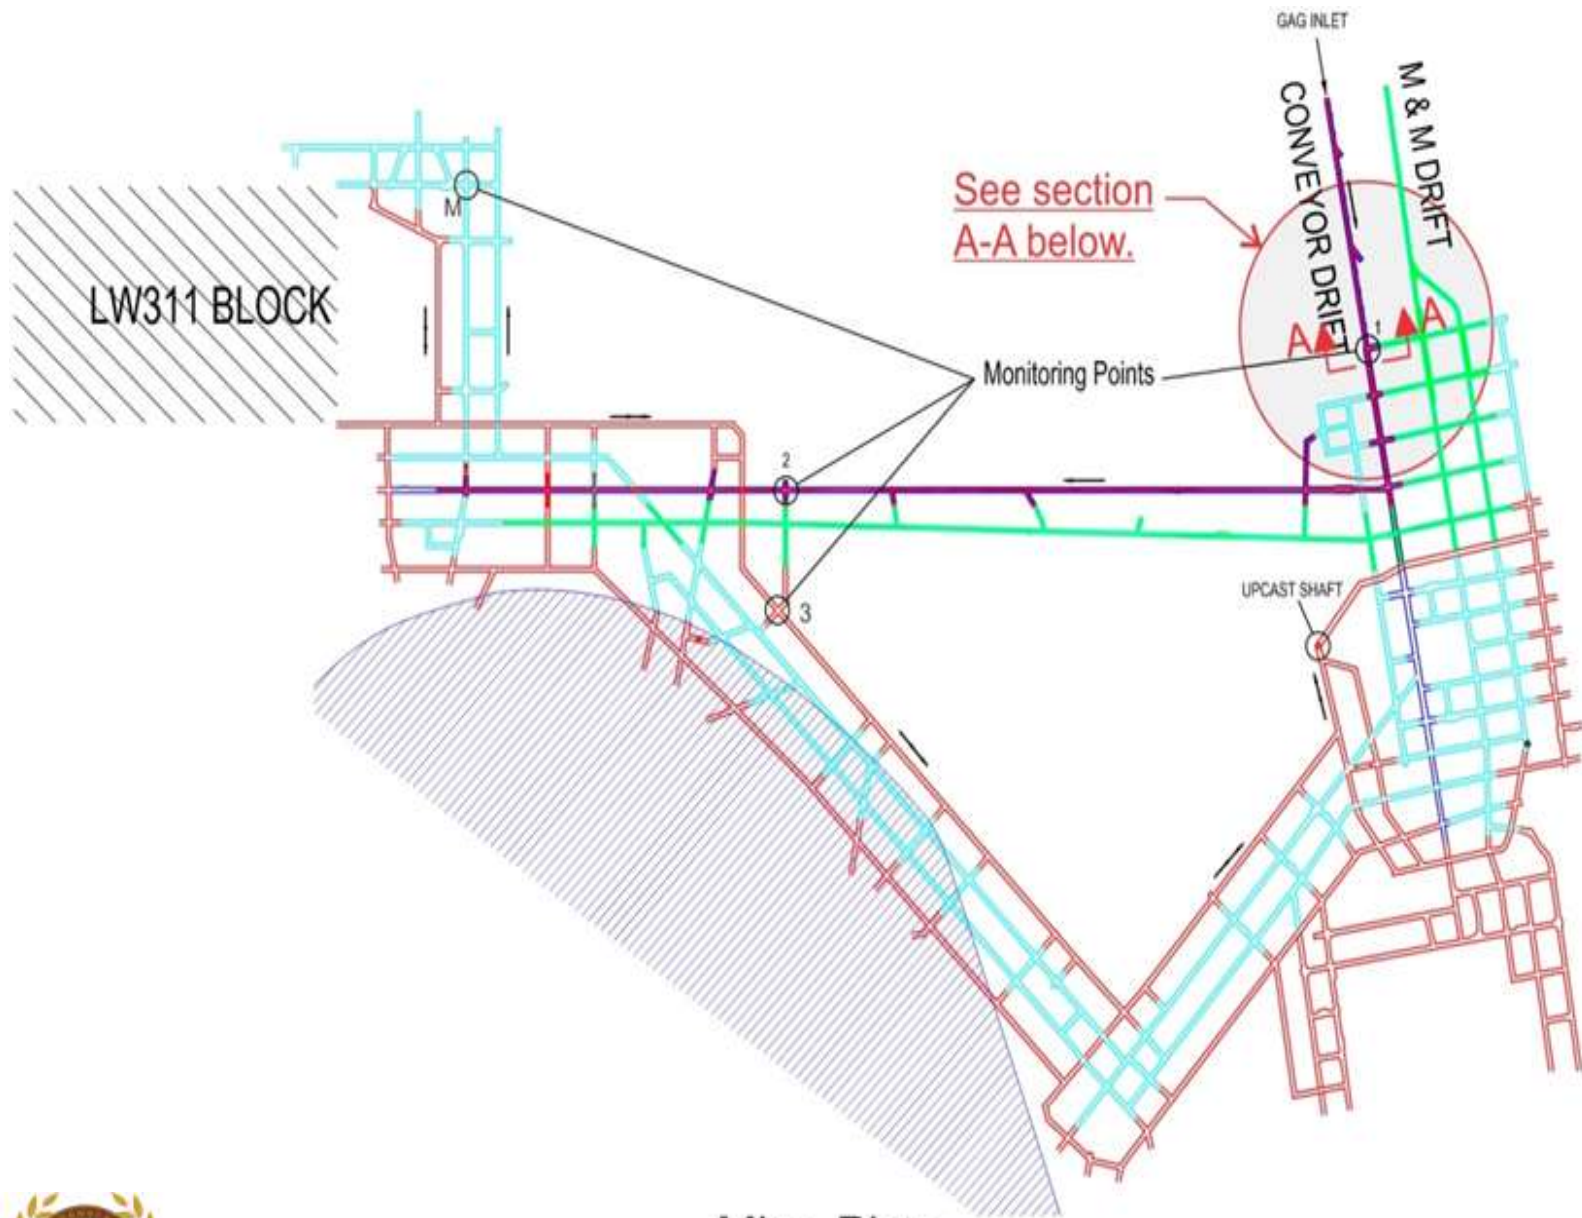 GAG INLET
CONVEYOR DRIFT
M & M DRIFT
See section
A-A below.
M
LW311 BLOCK
A
A
1
Monitoring Points
2
3
UPCAST SHAFT